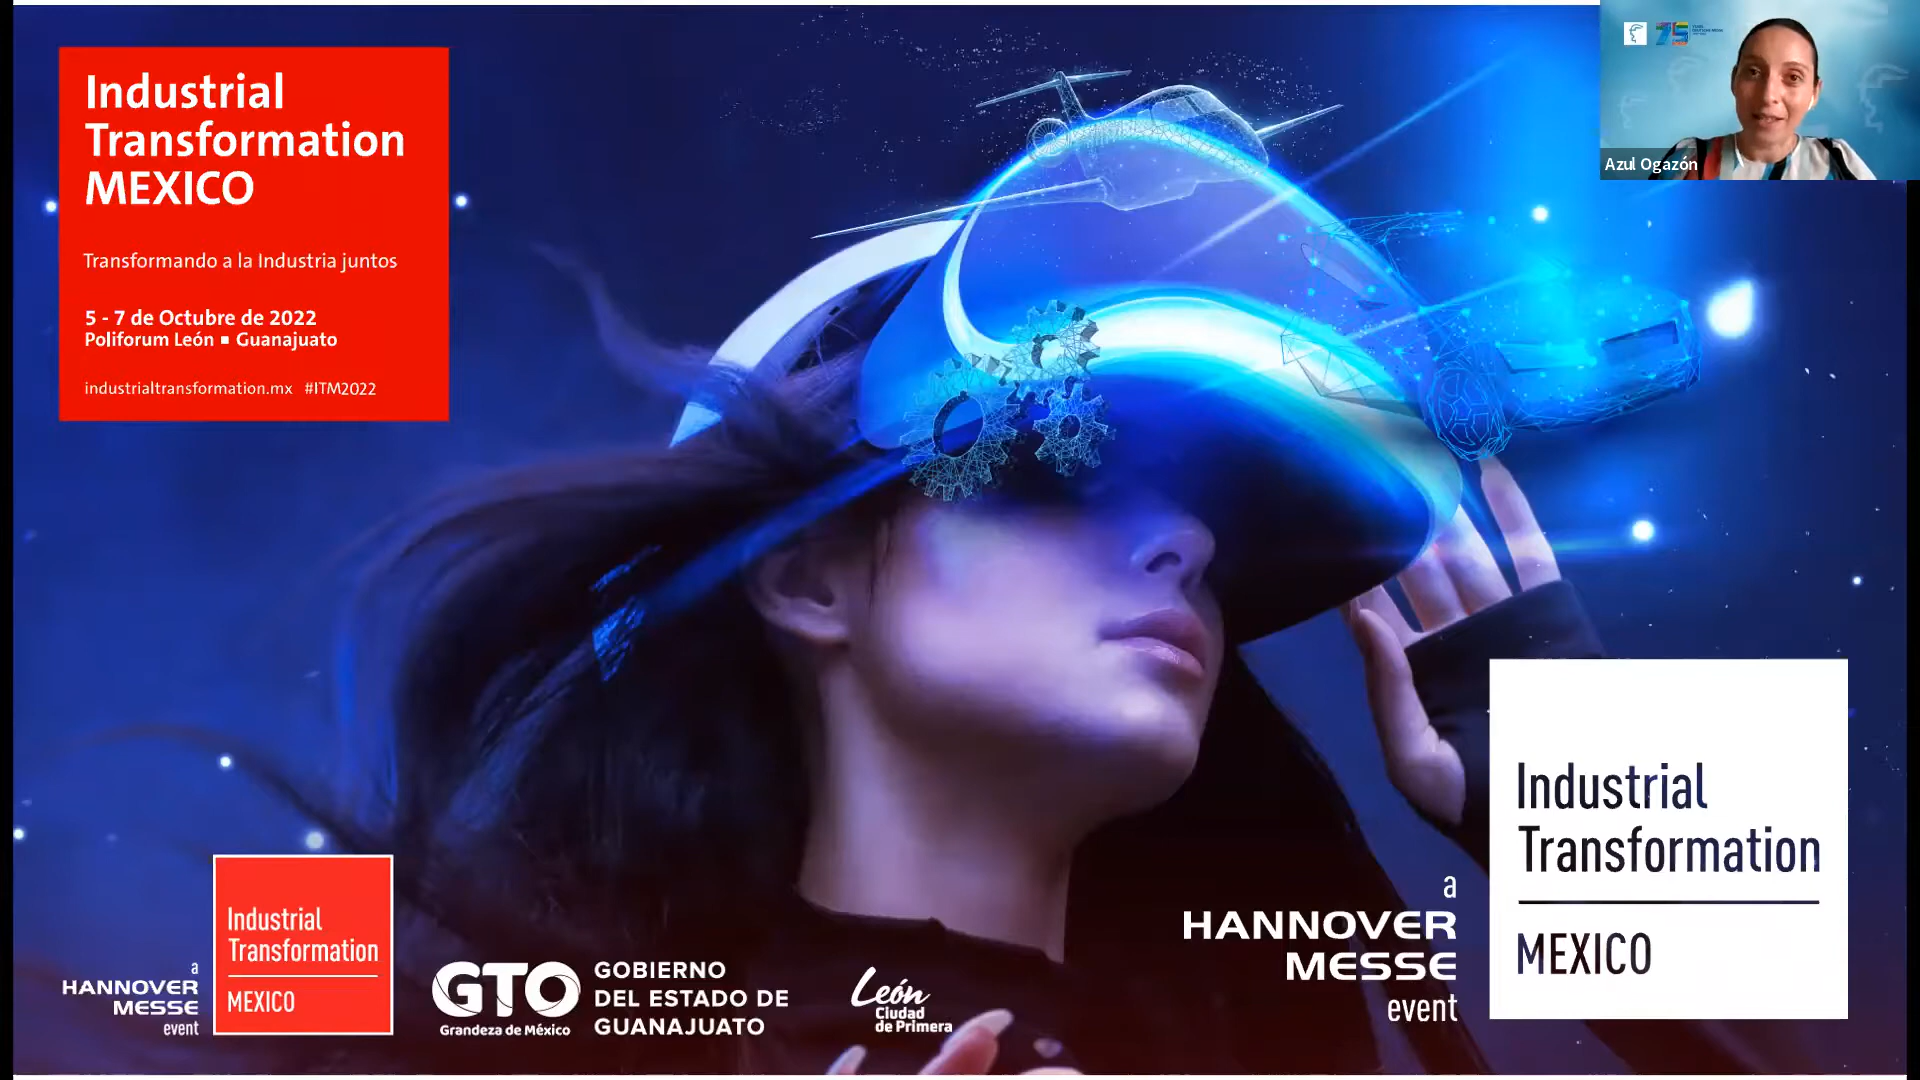 Industrial
Transformation
MEXICO
Transformando a la Industria juntos
5 - 7 de Octubre de 2022
Poliforum León ▪ Guanajuato
industrialtransformation.mx #ITM2022
75
Azul Ogazón
Industrial
Transformation
MEXICO
a
HANNOVER
MESSE
event
a
HANNOVER
MESSE
event
Industrial
Transformation
MEXICO
GTO
Grandeza de México
GOBIERNO
DEL ESTADO DE
GUANAJUATO
León
Ciudad
de Primera